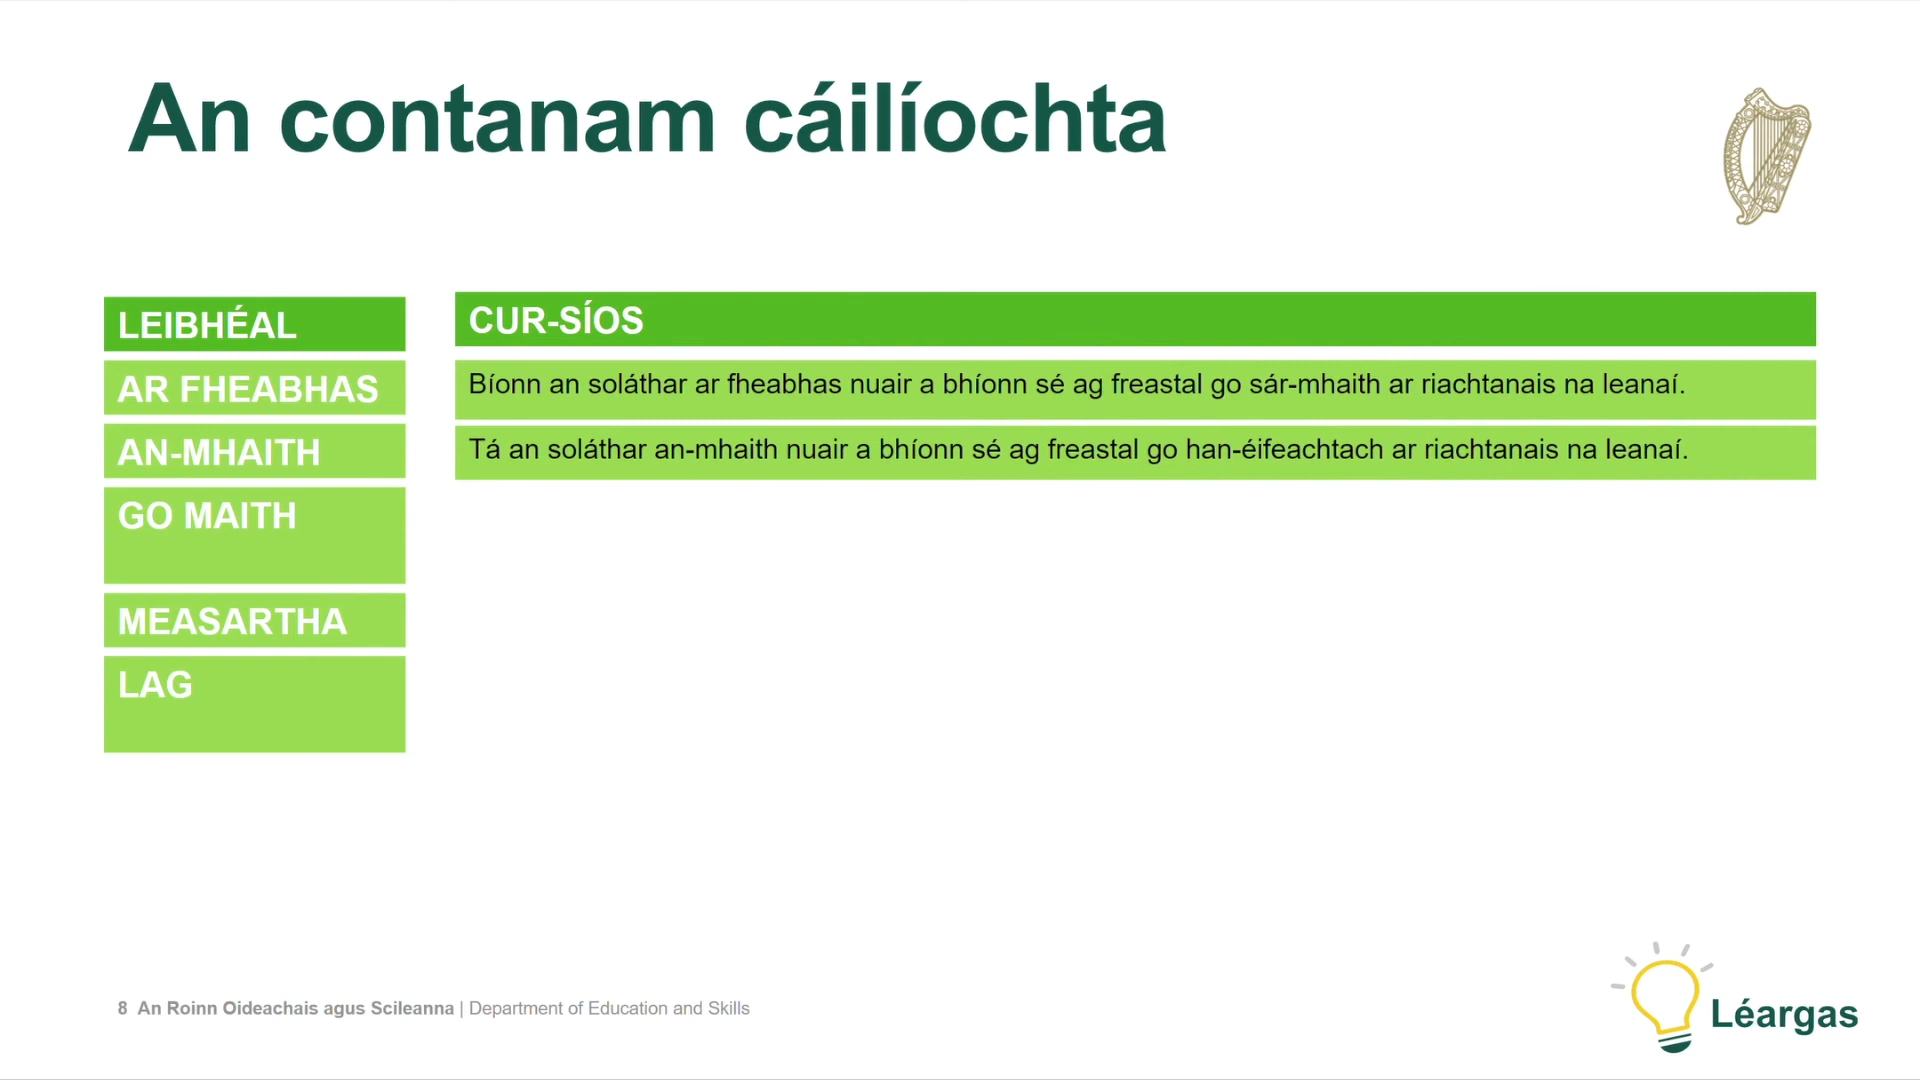 An contanam cáilíochta
LEIBHÉAL
CUR-SÍOS
AR FHEABHAS
Bíonn an soláthar ar fheabhas nuair a bhíonn sé ag freastal go sár-mhaith ar riachtanais na leanaí.
AN-MHAITH
Tá an soláthar an-mhaith nuair a bhíonn sé ag freastal go han-éifeachtach ar riachtanais na leanaí.
GO MAITH
MEASARTHA
LAG
8 An Roinn Oideachais agus Scileanna | Department of Education and Skills
Léargas